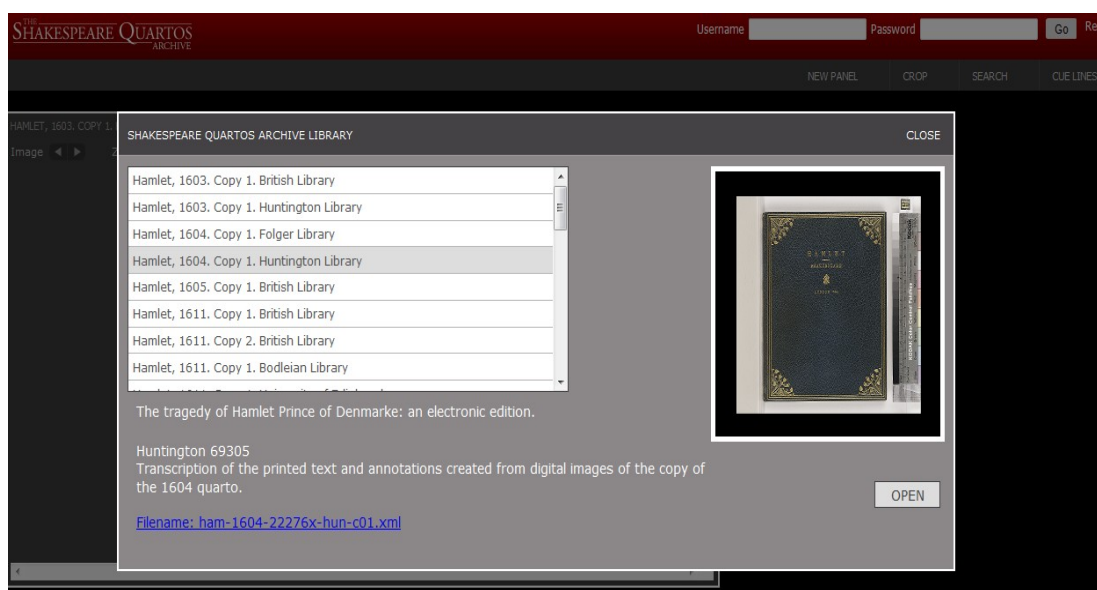 THE
SHAKESPEARE QUARTOS
ARCHIVE
Username
Password
Go
Re
NEW PANEL
CROP
SEARCH
CUE LINES
HAMLET, 1603. COPY 1.
Image
2
SHAKESPEARE QUARTOS ARCHIVE LIBRARY
CLOSE
Hamlet, 1603. Copy 1. British Library
Hamlet, 1603. Copy 1. Huntington Library
Hamlet, 1604. Copy 1. Folger Library
Hamlet, 1604. Copy 1. Huntington Library
Hamlet, 1605. Copy 1. British Library
Hamlet, 1611. Copy 1. British Library
Hamlet, 1611. Copy 2. British Library
Hamlet, 1611. Copy 1. Bodleian Library
HAMLET
SHAKESPEARE
The tragedy of Hamlet Prince of Denmarke: an electronic edition.
Huntington 69305
Transcription of the printed text and annotations created from digital images of the copy of
the 1604 quarto.
OPEN
Filename: ham-1604-22276x-hun-c01.xml